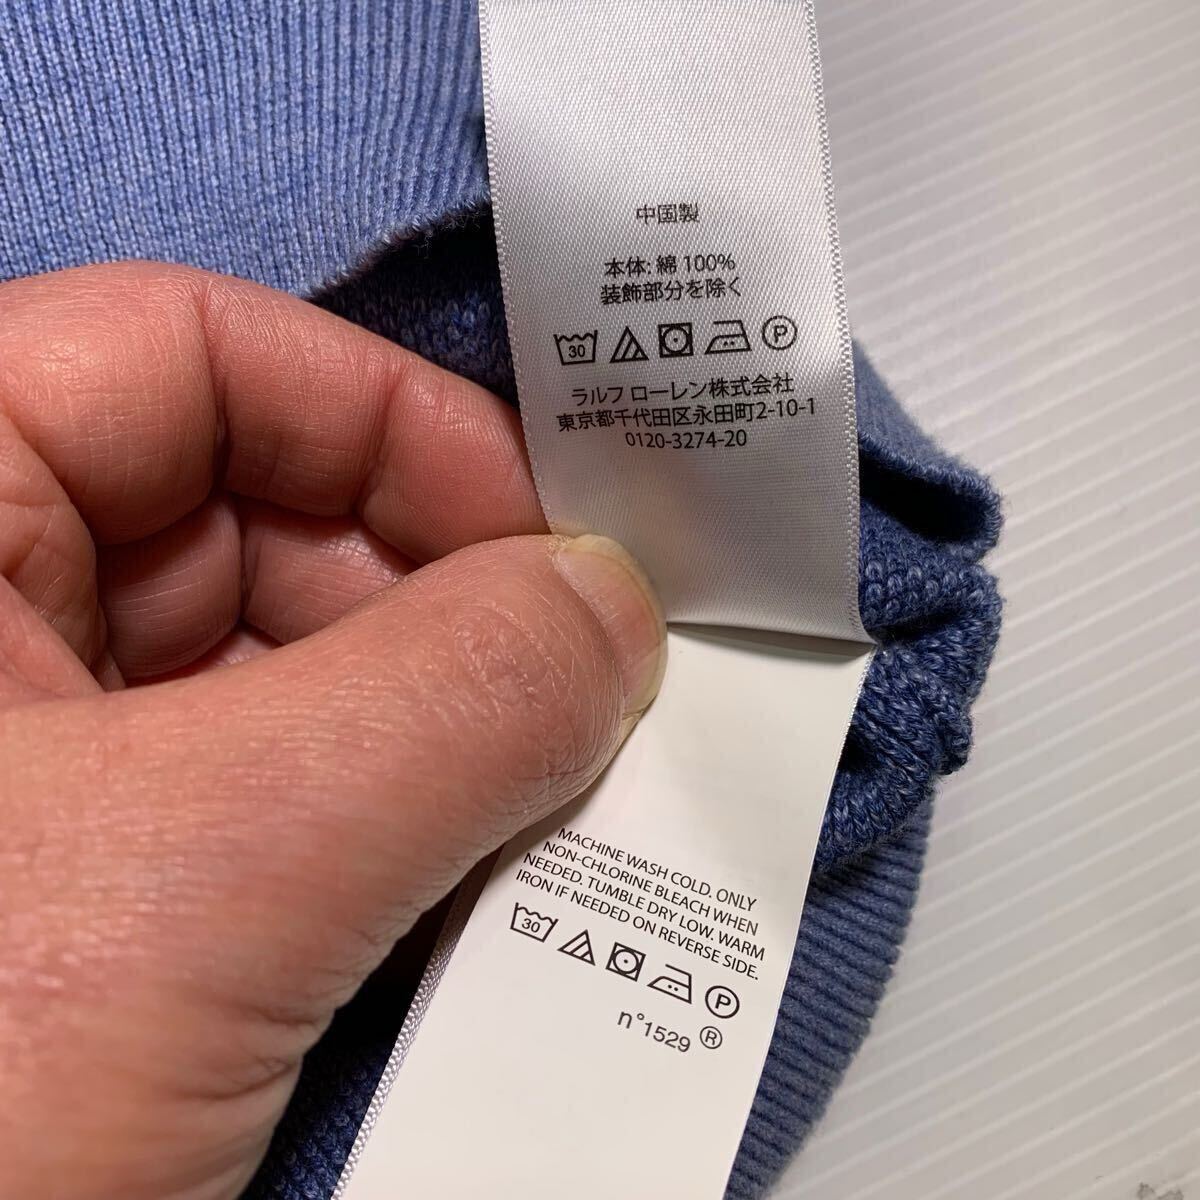 中国製
本体: 綿 100%
装飾部分を除く
30 P
ラルフ ローレン株式会社
東京都千代田区永田町2-10-1
0120-3274-20
MACHINE WASH COLD. ONLY
NON-CHLORINE BLEACH WHEN
NEEDED. TUMBLE DRY LOW. WARM
IRON IF NEEDED ON REVERSE SIDE.
30 P
n°1529 ®